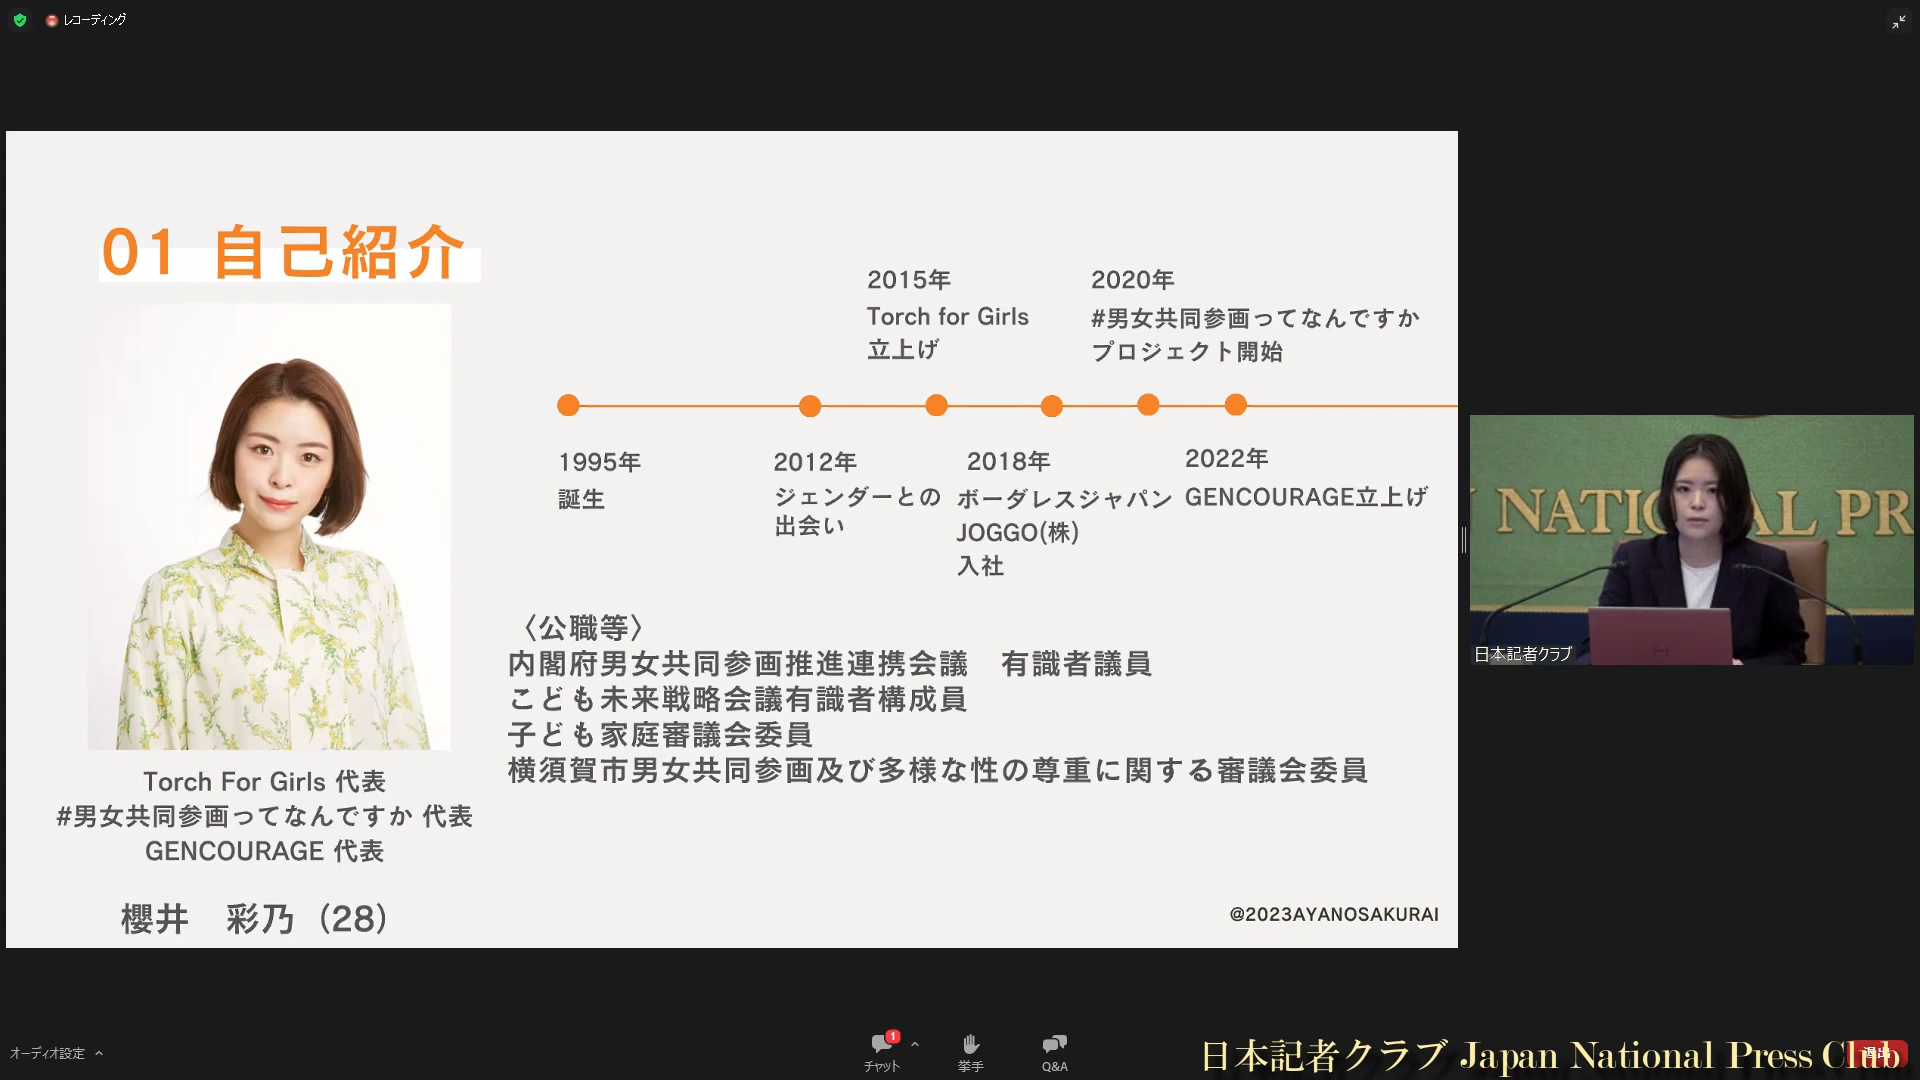 レコーディング
01 自己紹介
2015年
Torch for Girls
立上げ
2020年
#男女共同参画ってなんですか
プロジェクト開始
1995年
誕生
2012年
ジェンダーとの
出会い
2018年
ボーダレスジャパン
JOGGO(株)
入社
2022年
GENCOURAGE立上げ
〈公職等〉
内閣府男女共同参画推進連携会議　有識者議員
こども未来戦略会議有識者構成員
子ども家庭審議会委員
横須賀市男女共同参画及び多様な性の尊重に関する審議会委員
Torch For Girls 代表
#男女共同参画ってなんですか 代表
GENCOURAGE 代表
櫻井　彩乃（28）
@2023AYANOSAKURAI
NATIONAL PR
日本記者クラブ
オーディオ設定
1
チャット
挙手
Q&A
日本記者クラブ Japan National Press Club
退出